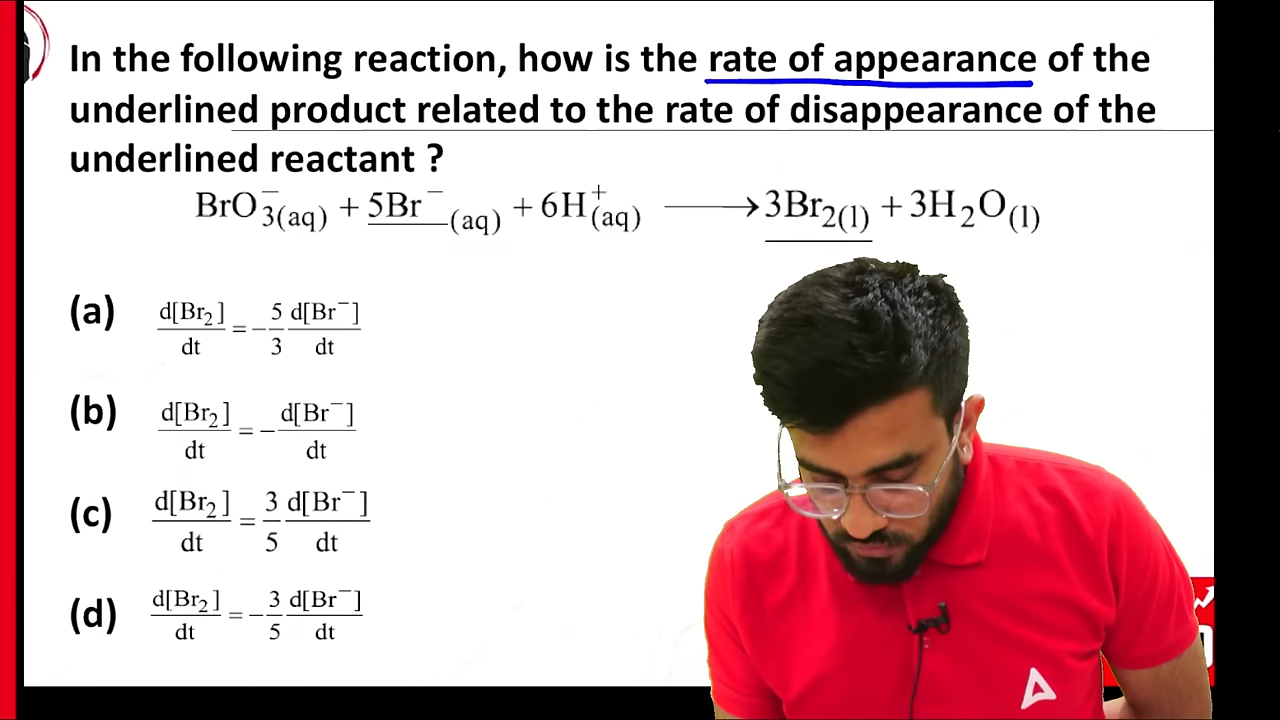 In the following reaction, how is the rate of appearance of the
underlined product related to the rate of disappearance of the
underlined reactant ?
BrO₃⁻(aq) + 5Br⁻(aq) + 6H⁺(aq) ⟶ 3Br₂(l) + 3H₂O(l)
(a) d[Br₂]/dt = −5/3 d[Br⁻]/dt
(b) d[Br₂]/dt = −d[Br⁻]/dt
(c) d[Br₂]/dt = 3/5 d[Br⁻]/dt
(d) d[Br₂]/dt = −3/5 d[Br⁻]/dt